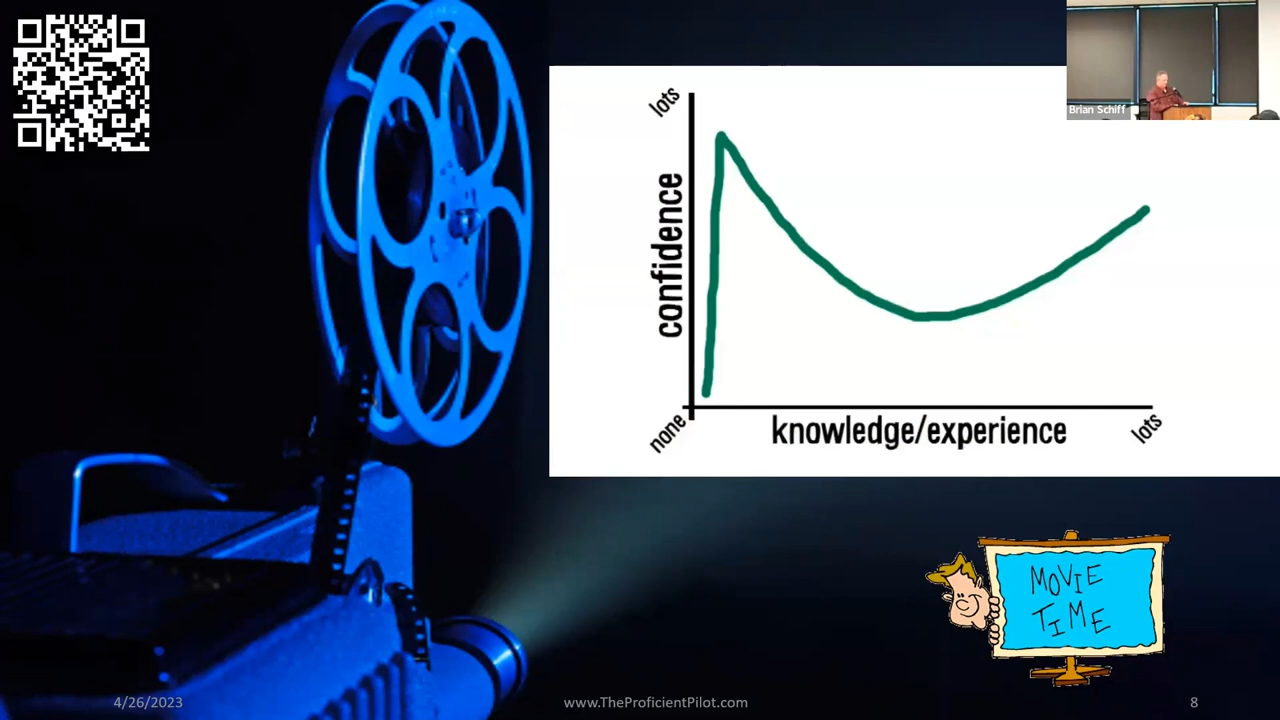 Brian Schiff
lots
confidence
none
knowledge/experience
lots
MOVIE
TIME
4/26/2023
www.TheProficientPilot.com
8